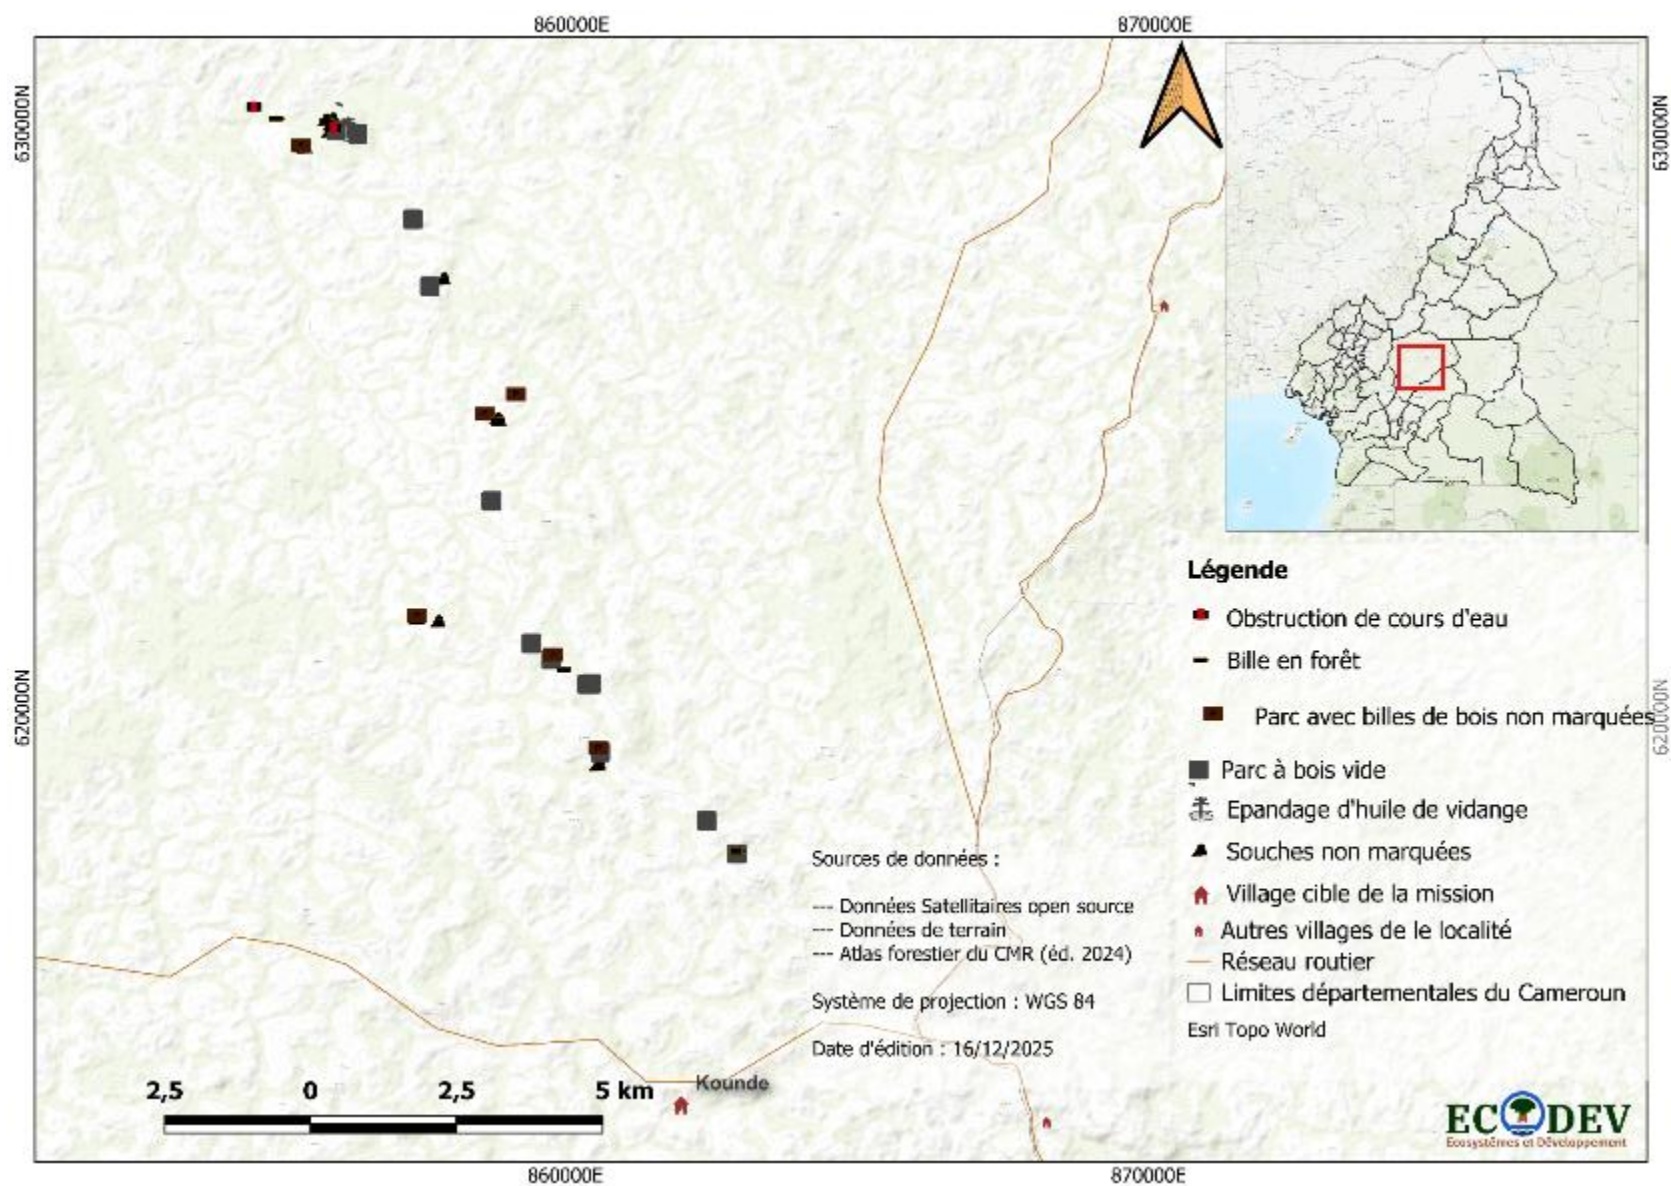 860000E
870000E
630000N
630000N
Légende
Obstruction de cours d'eau
Bille en forêt
Parc avec billes de bois non marquées
620000N
620000N
Parc à bois vide
Epandage d'huile de vidange
Souches non marquées
Village cible de la mission
Autres villages de le localité
Réseau routier
Limites départementales du Cameroun
Esri Topo World
Sources de données :
--- Données Satellitaires open source
--- Données de terrain
--- Atlas forestier du CMR (éd. 2024)
Système de projection : WGS 84
Date d'édition : 16/12/2025
Kounde
2,5 0 2,5 5 km
ECODEV
Ecosystèmes et Développement
860000E
870000E